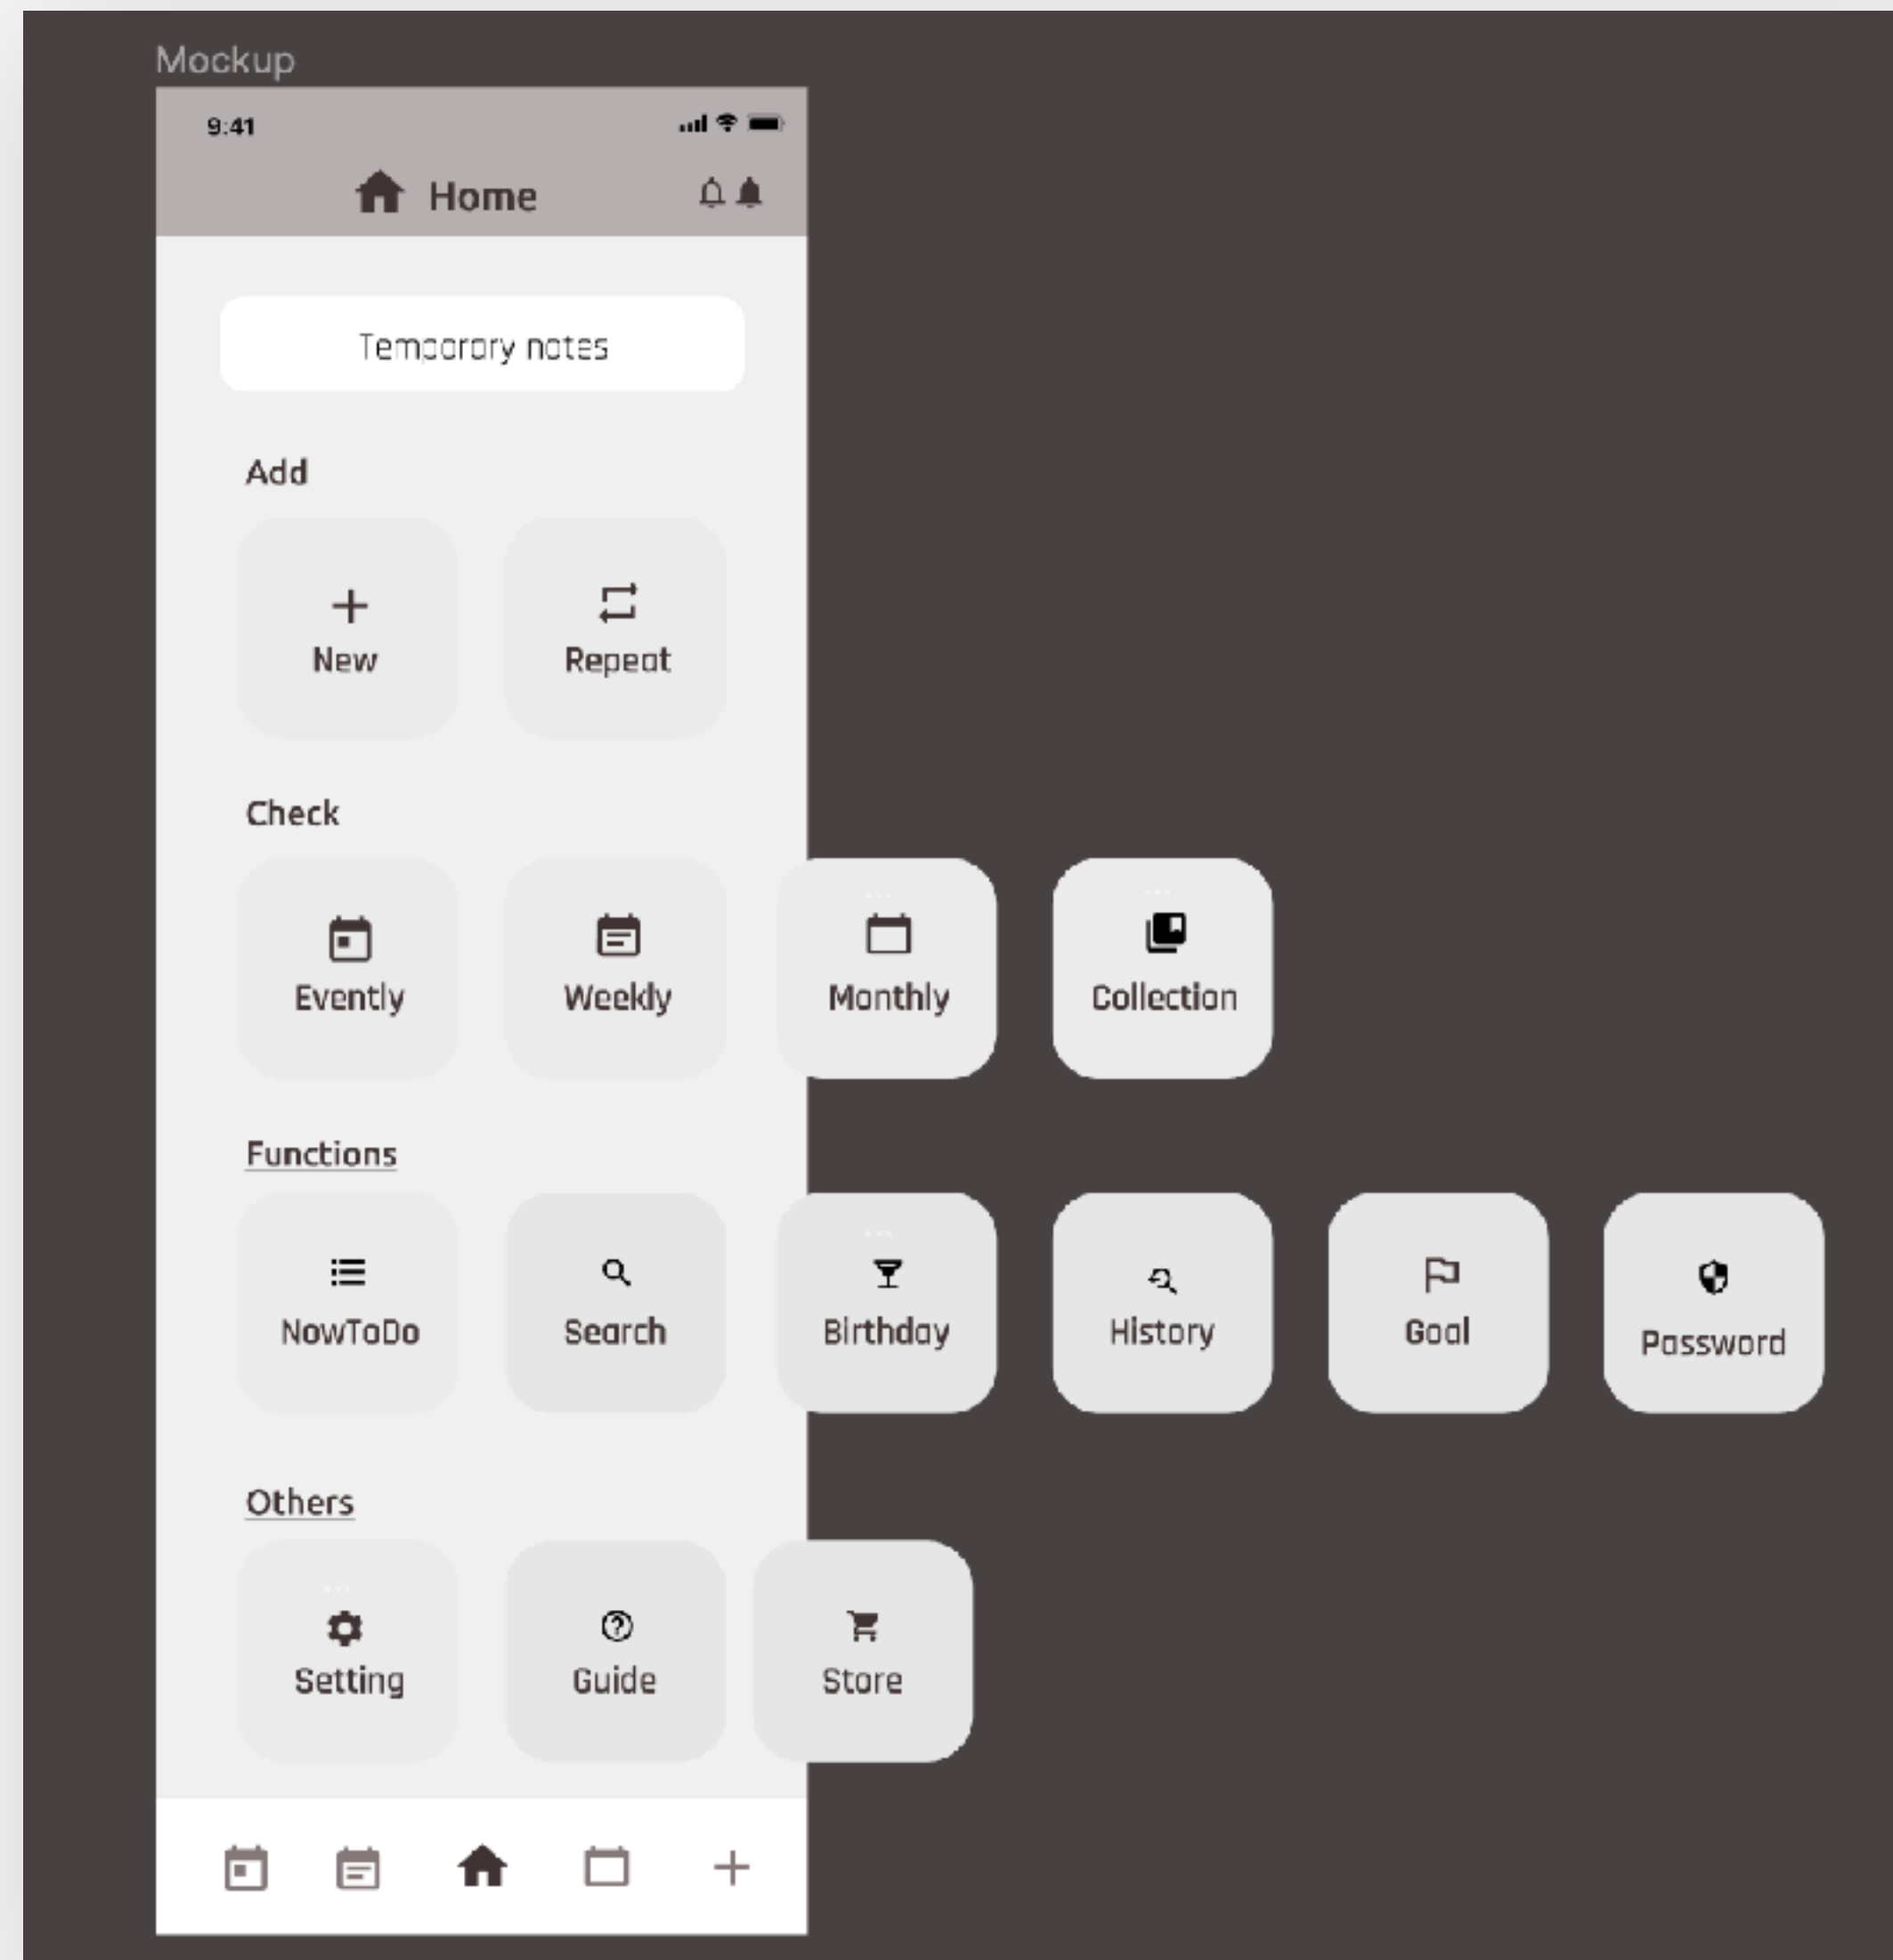 Mockup
9:41
Home
Temporary notes
Add
New
Repeat
Check
Evently
Weekly
Monthly
Collection
Functions
NowToDo
Search
Birthday
History
Goal
Password
Others
Setting
Guide
Store